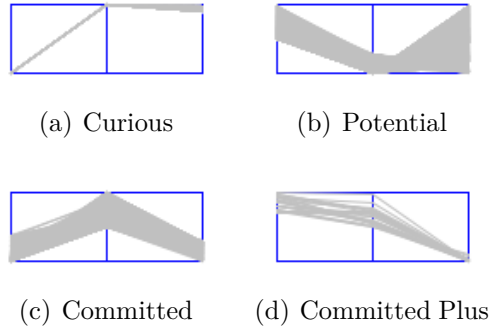 (a) Curious
(b) Potential
(c) Committed
(d) Committed Plus